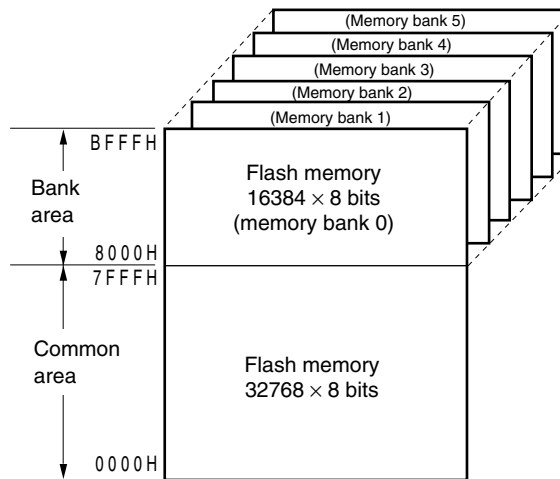 (Memory bank 5)
(Memory bank 4)
(Memory bank 3)
(Memory bank 2)
(Memory bank 1)
BFFFH
Flash memory
16384 × 8 bits
(memory bank 0)
Bank
area
8000H
7FFFH
Common
area
Flash memory
32768 × 8 bits
0000H